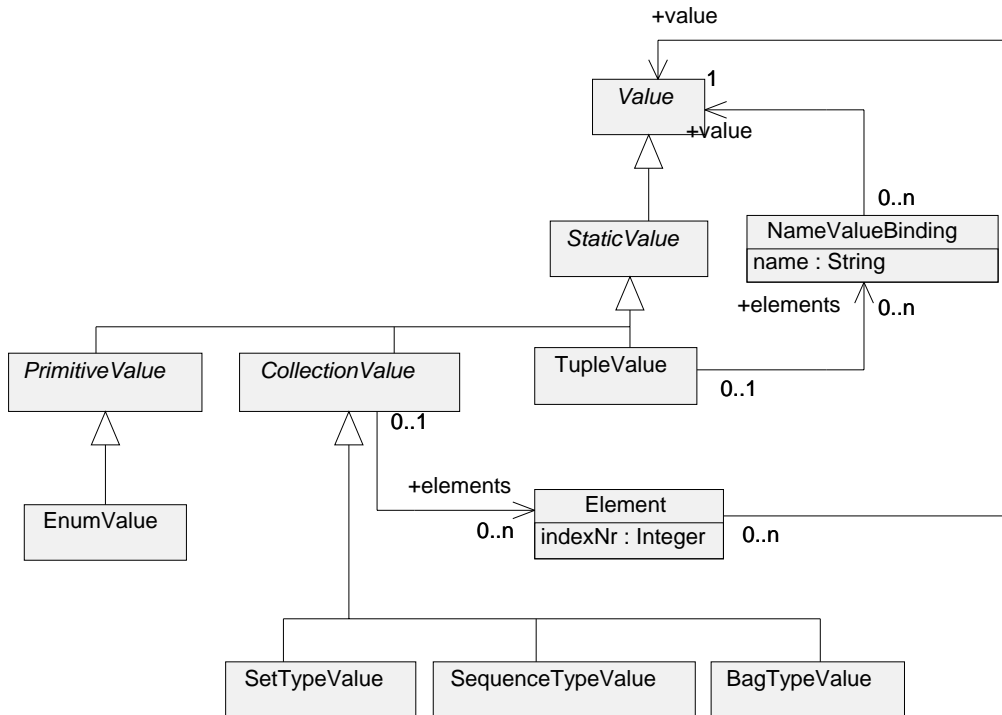 +value
1
Value
+value
0..n
NameValueBinding
name : String
StaticValue
+elements
0..n
PrimitiveValue
CollectionValue
TupleValue
0..1
0..1
+elements
Element
EnumValue
0..n
indexNr : Integer
0..n
SetTypeValue
SequenceTypeValue
BagTypeValue